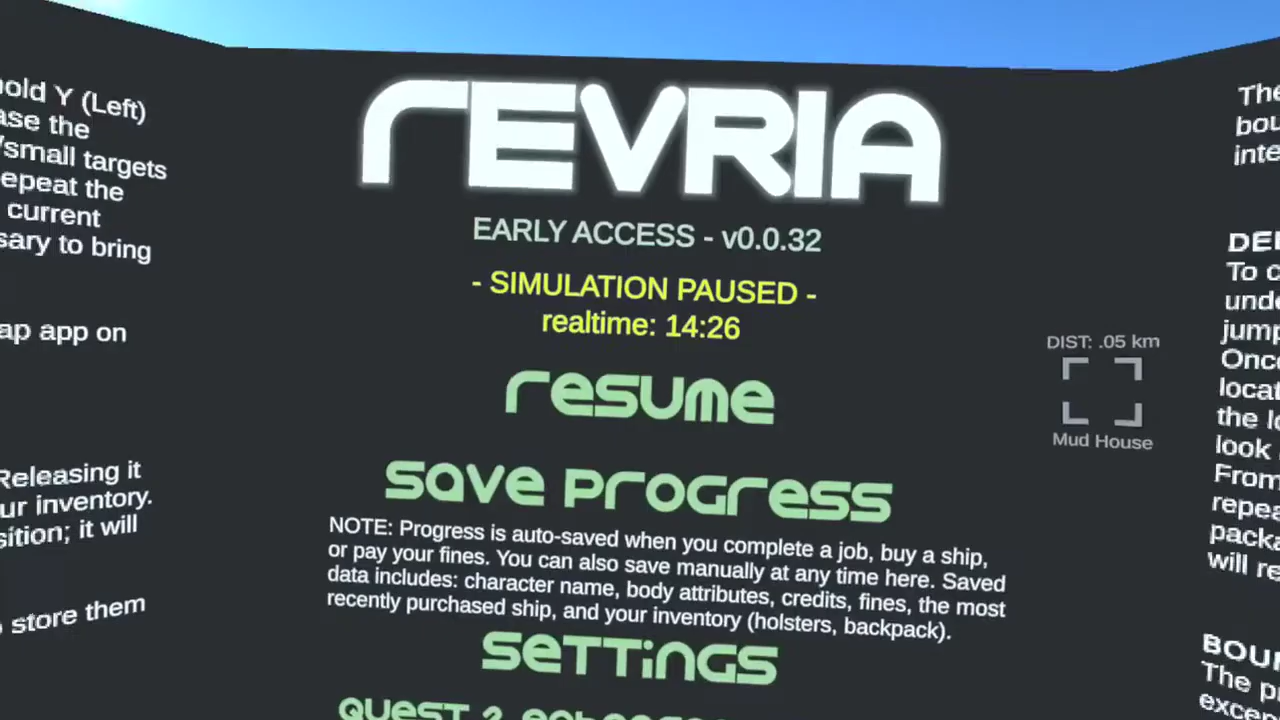 old Y (Left)
ase the
/small targets
epeat the
current
sary to bring
ap app on
Releasing it
ur inventory.
sition; it will
store them
REVRIA
EARLY ACCESS - v0.0.32
- SIMULATION PAUSED -
realtime: 14:26
resume
save progress
NOTE: Progress is auto-saved when you complete a job, buy a ship,
or pay your fines. You can also save manually at any time here. Saved
data includes: character name, body attributes, credits, fines, the most
recently purchased ship, and your inventory (holsters, backpack).
settings
Quest 2
DIST: .05 km
Mud House
The
bou
inte
DE
To c
unde
jump
Once
locat
the lo
look
From
repea
packa
will re
BOUN
The p
excep